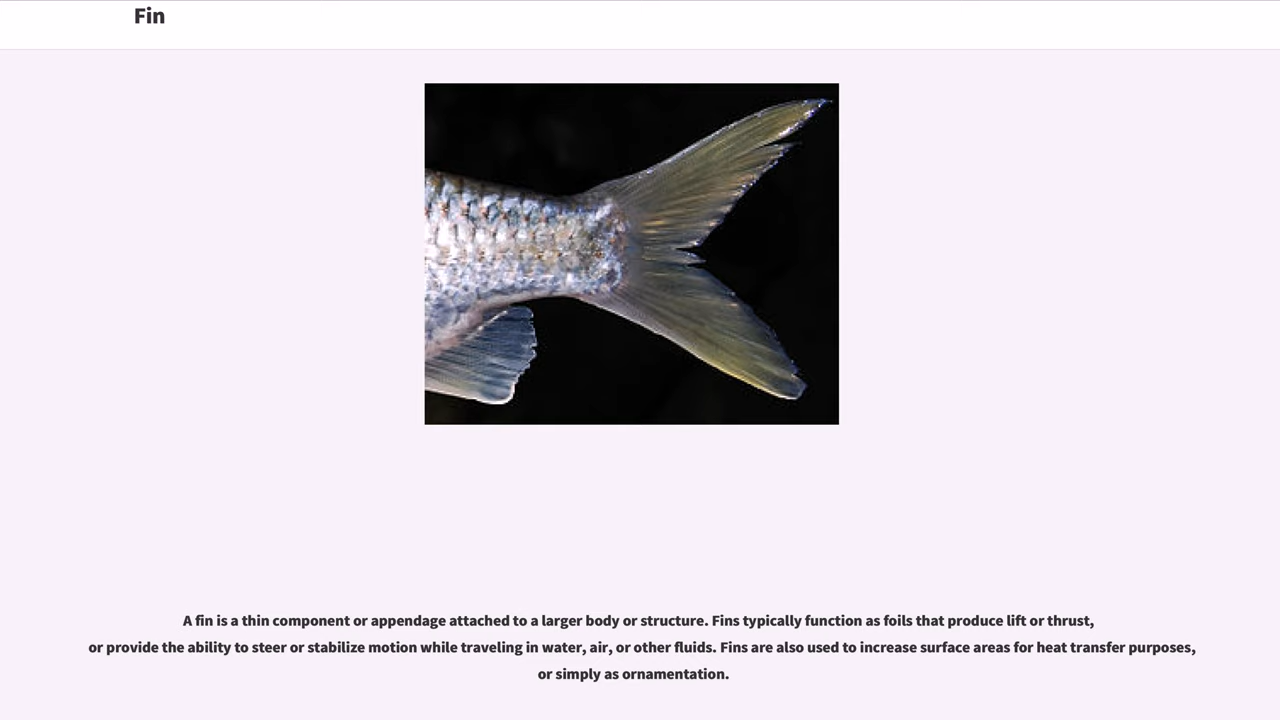 Fin
A fin is a thin component or appendage attached to a larger body or structure. Fins typically function as foils that produce lift or thrust,
or provide the ability to steer or stabilize motion while traveling in water, air, or other fluids. Fins are also used to increase surface areas for heat transfer purposes,
or simply as ornamentation.